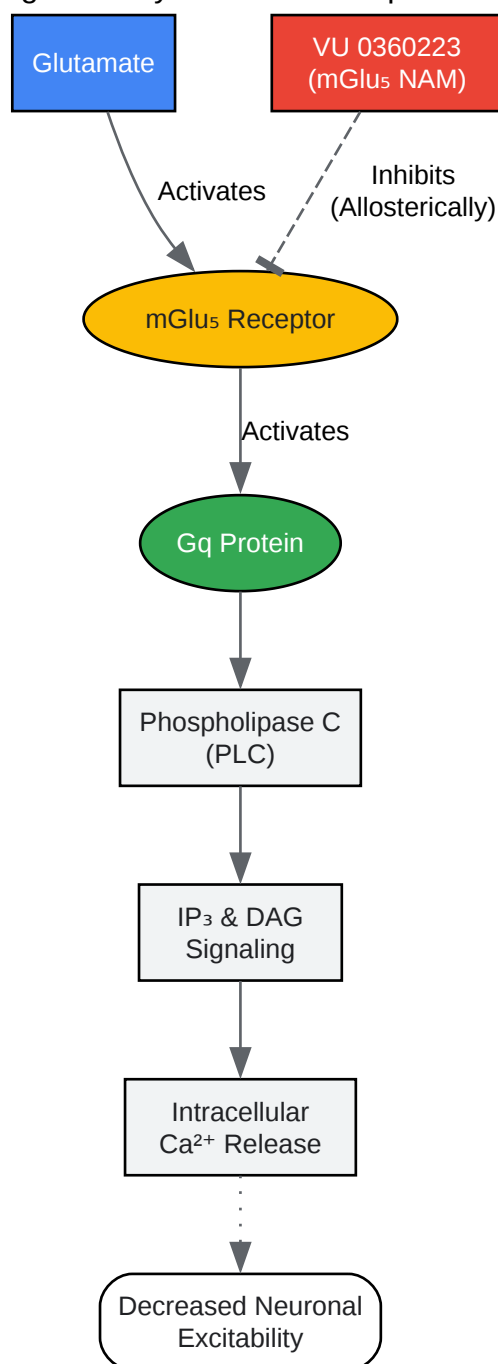 Glutamate
VU 0360223
(mGlu₅ NAM)
Activates
Inhibits
(Allosterically)
mGlu₅ Receptor
Activates
Gq Protein
Phospholipase C
(PLC)
IP₃ & DAG
Signaling
Intracellular
Ca²⁺ Release
Decreased Neuronal
Excitability